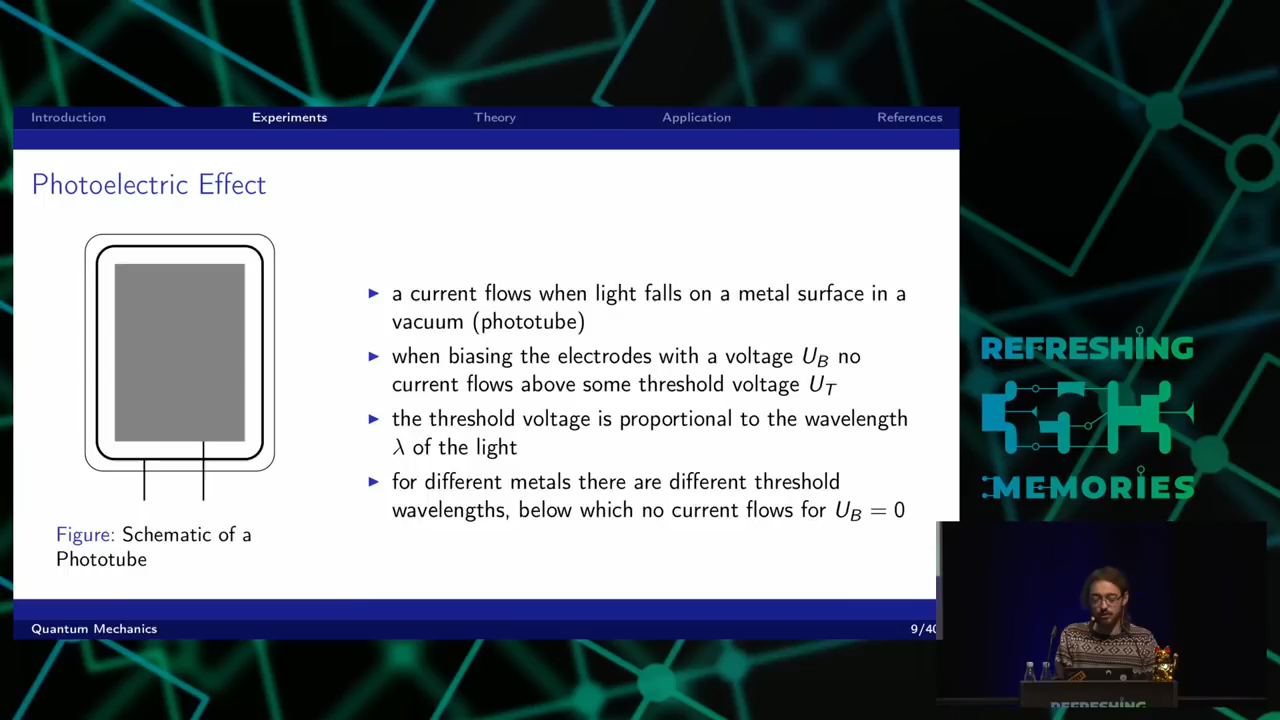 Introduction Experiments Theory Application References
Photoelectric Effect
▶ a current flows when light falls on a metal surface in a
vacuum (phototube)
▶ when biasing the electrodes with a voltage U_B no
current flows above some threshold voltage U_T
▶ the threshold voltage is proportional to the wavelength
λ of the light
▶ for different metals there are different threshold
wavelengths, below which no current flows for U_B = 0
Figure: Schematic of a
Phototube
Quantum Mechanics 9/40
REFRESHING
MEMORIES
REFRESHING